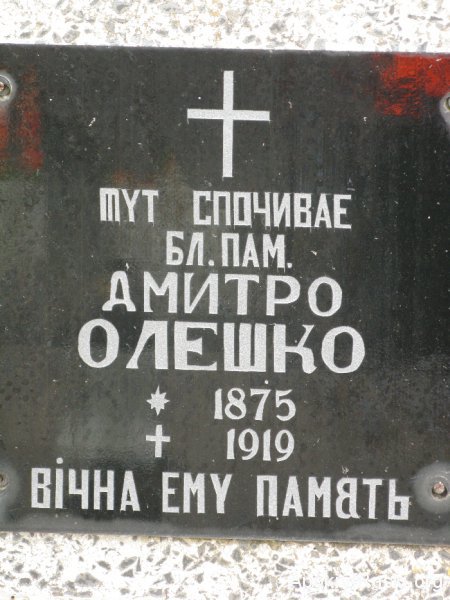 ТУТ СПОЧИВАЕ
БЛ. ПАМ.
ДМИТРО
ОЛЕШКО
* 1875
† 1919
ВІЧНА ЕМУ ПАМЯТЬ